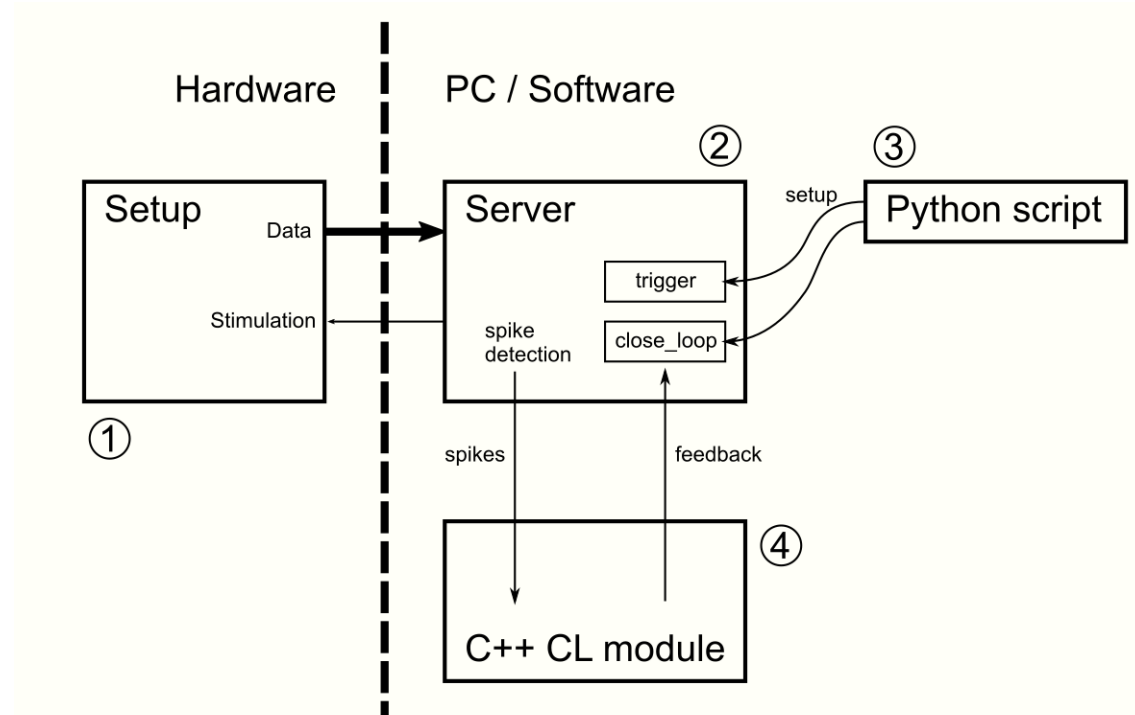 Hardware
PC / Software
②
③
Setup
Data
Stimulation
①
Server
trigger
close_loop
spike
detection
setup
Python script
spikes
feedback
④
C++ CL module